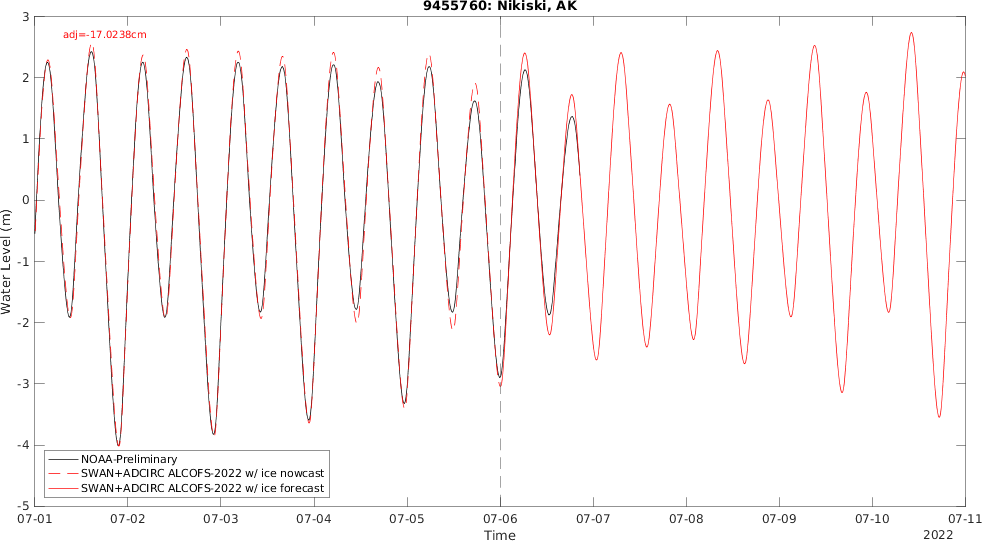 9455760: Nikiski, AK
adj=-17.0238cm
3
2
1
0
-1
-2
-3
-4
-5
Water Level (m)
NOAA-Preliminary
SWAN+ADCIRC ALCOFS-2022 w/ ice nowcast
SWAN+ADCIRC ALCOFS-2022 w/ ice forecast
07-01 07-02 07-03 07-04 07-05 07-06 07-07 07-08 07-09 07-10 07-11
Time
2022